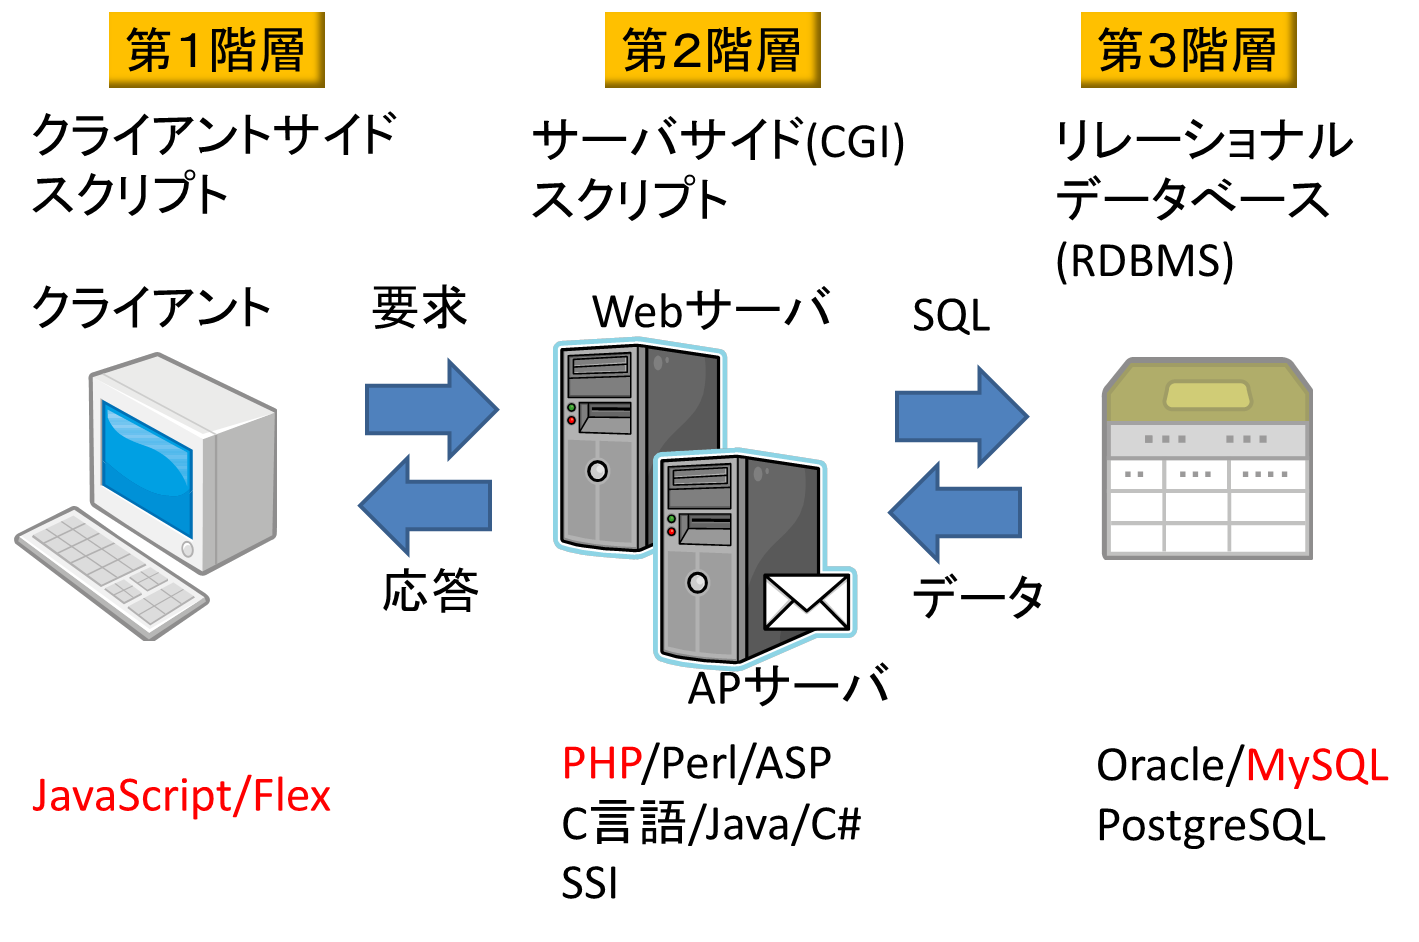 第１階層
クライアントサイド
スクリプト
クライアント
要求
応答
JavaScript/Flex
第２階層
サーバサイド(CGI)
スクリプト
Webサーバ
APサーバ
PHP/Perl/ASP
C言語/Java/C#
SSI
SQL
データ
第３階層
リレーショナル
データベース
(RDBMS)
Oracle/MySQL
PostgreSQL